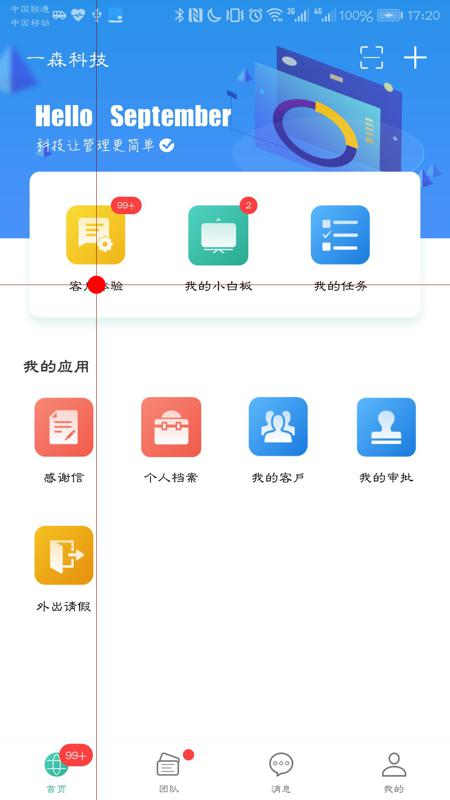 中国联通
中国移动
3G
4G
100%
17:20
一森科技
Hello September
科技让管理更简单
99+
2
我的小白板
我的任务
我的应用
感谢信
个人档案
我的客户
我的审批
外出请假
99+
首页
团队
消息
我的